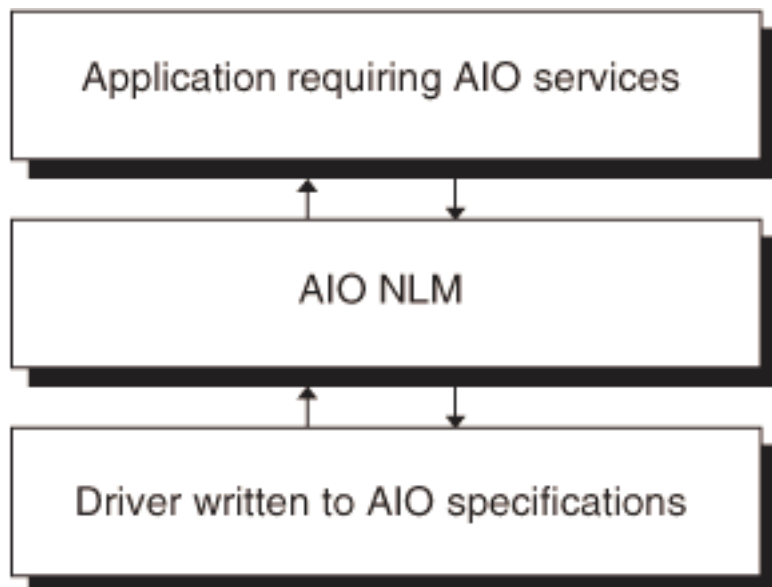 Application requiring AIO services
AIO NLM
Driver written to AIO specifications